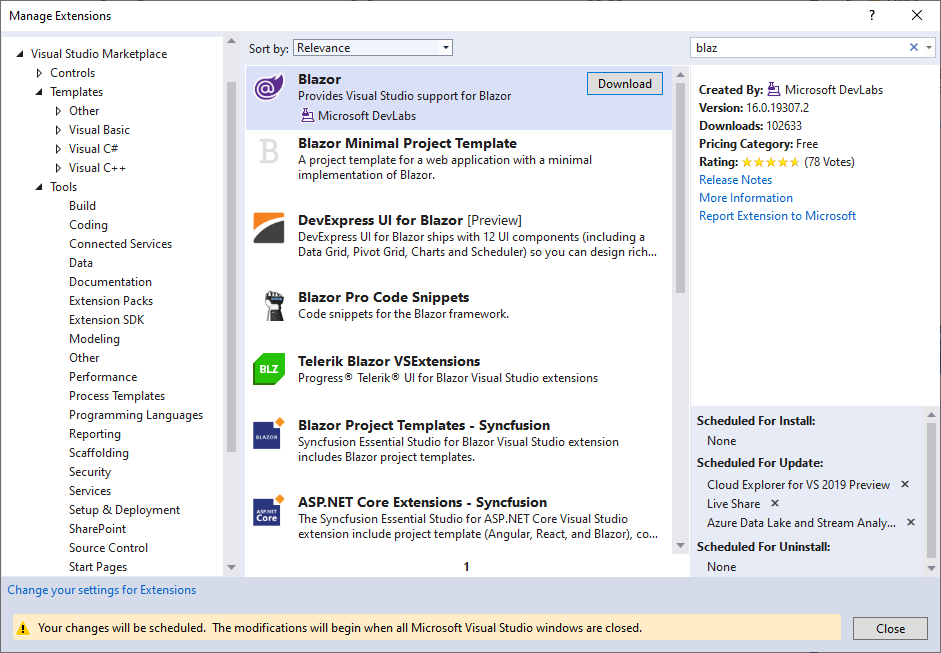 Manage Extensions
?
Visual Studio Marketplace
Controls
Templates
Other
Visual Basic
Visual C#
Visual C++
Tools
Build
Coding
Connected Services
Data
Documentation
Extension Packs
Extension SDK
Modeling
Other
Performance
Process Templates
Programming Languages
Reporting
Scaffolding
Security
Services
Setup & Deployment
SharePoint
Source Control
Start Pages
Sort by: Relevance
@
Blazor
Download
Provides Visual Studio support for Blazor
Microsoft DevLabs
B
Blazor Minimal Project Template
A project template for a web application with a minimal
implementation of Blazor.
DevExpress UI for Blazor [Preview]
DevExpress UI for Blazor ships with 12 UI components (including a
Data Grid, Pivot Grid, Charts and Scheduler) so you can design rich...
Blazor Pro Code Snippets
Code snippets for the Blazor framework.
BLZ
Telerik Blazor VSExtensions
Progress® Telerik® UI for Blazor Visual Studio extensions
BLAZOR
Blazor Project Templates - Syncfusion
Syncfusion Essential Studio for Blazor Visual Studio extension
includes Blazor project templates.
ASP.NET
Core
ASP.NET Core Extensions - Syncfusion
The Syncfusion Essential Studio for ASP.NET Core Visual Studio
extension include project template (Angular, React, and Blazor), co...
1
blaz
Created By: Microsoft DevLabs
Version: 16.0.19307.2
Downloads: 102633
Pricing Category: Free
Rating: (78 Votes)
Release Notes
More Information
Report Extension to Microsoft
Scheduled For Install:
None
Scheduled For Update:
Cloud Explorer for VS 2019 Preview
Live Share
Azure Data Lake and Stream Analy...
Scheduled For Uninstall:
None
Change your settings for Extensions
Your changes will be scheduled. The modifications will begin when all Microsoft Visual Studio windows are closed.
Close